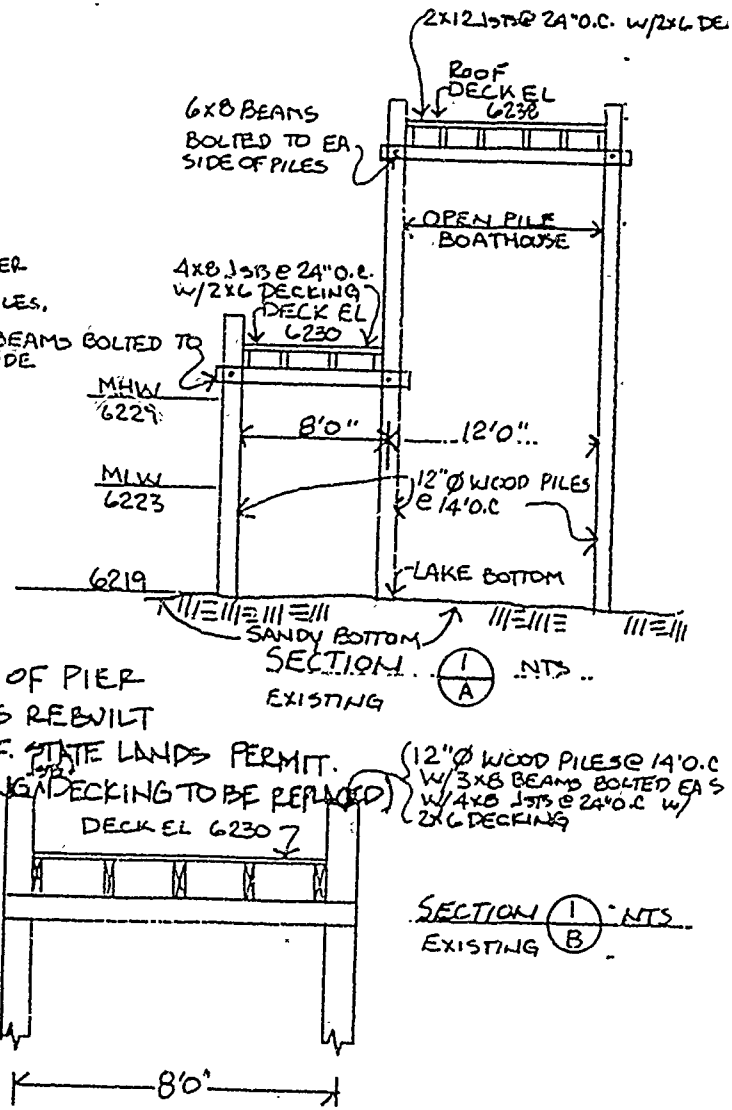 2X12 JSTS @ 24"O.C. W/2X6 DE
ROOF
DECK EL
6238
6X8 BEAMS
BOLTED TO EA
SIDE OF PILES
OPEN PILE
BOATHOUSE
ER
LES.
BEAMS BOLTED TO
DE
4X8 JSTS @ 24"O.C.
W/2X6 DECKING
DECK EL
6230
MHW
6229
8'0"
12'0"
MLW
6223
12"Ø WOOD PILES
@ 14'O.C
6219
LAKE BOTTOM
SANDY BOTTOM
SECTION 1 A NTS
EXISTING
OF PIER
S REBUILT
STATE LANDS PERMIT.
JSTS
G DECKING TO BE REPLACED
12"Ø WOOD PILES @ 14'O.C
W/ 3X8 BEAMS BOLTED EA S
W/4X8 JSTS @ 24"O.C W/
2X6 DECKING
DECK EL 6230
SECTION 1 B NTS
EXISTING
8'0"